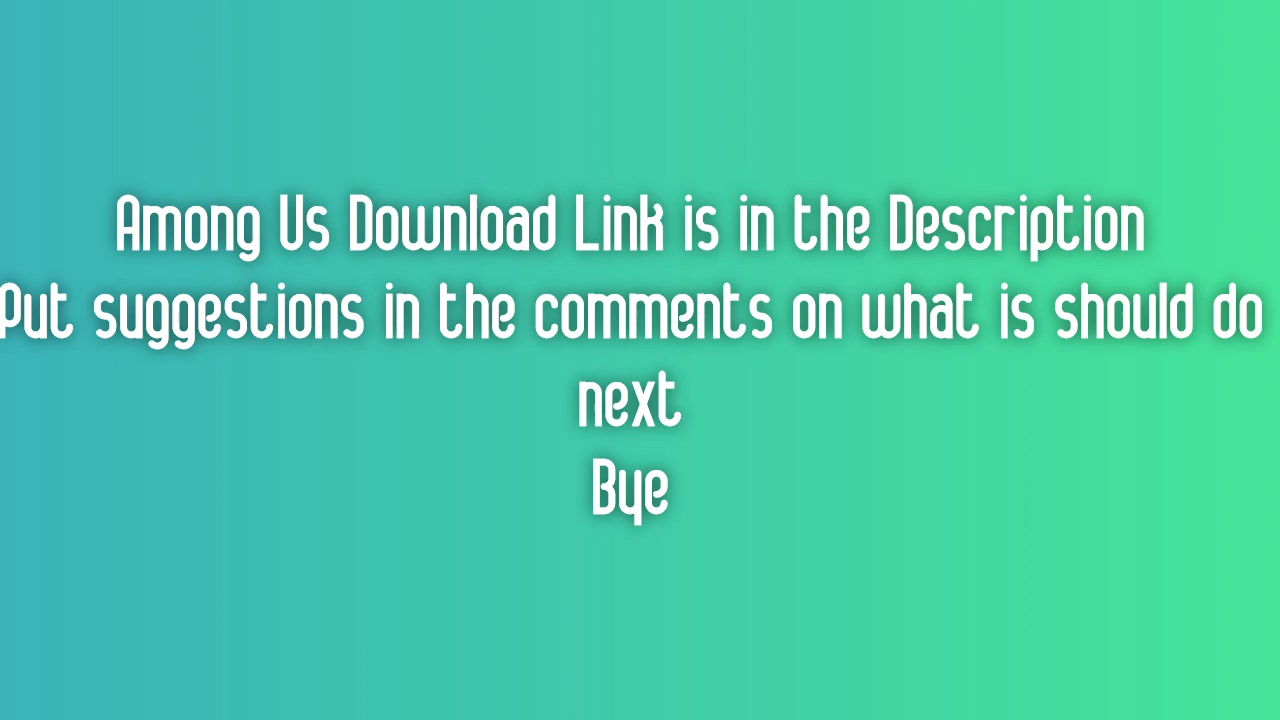 Among Us Download Link is in the Description
Put suggestions in the comments on what is should do
next
Bye